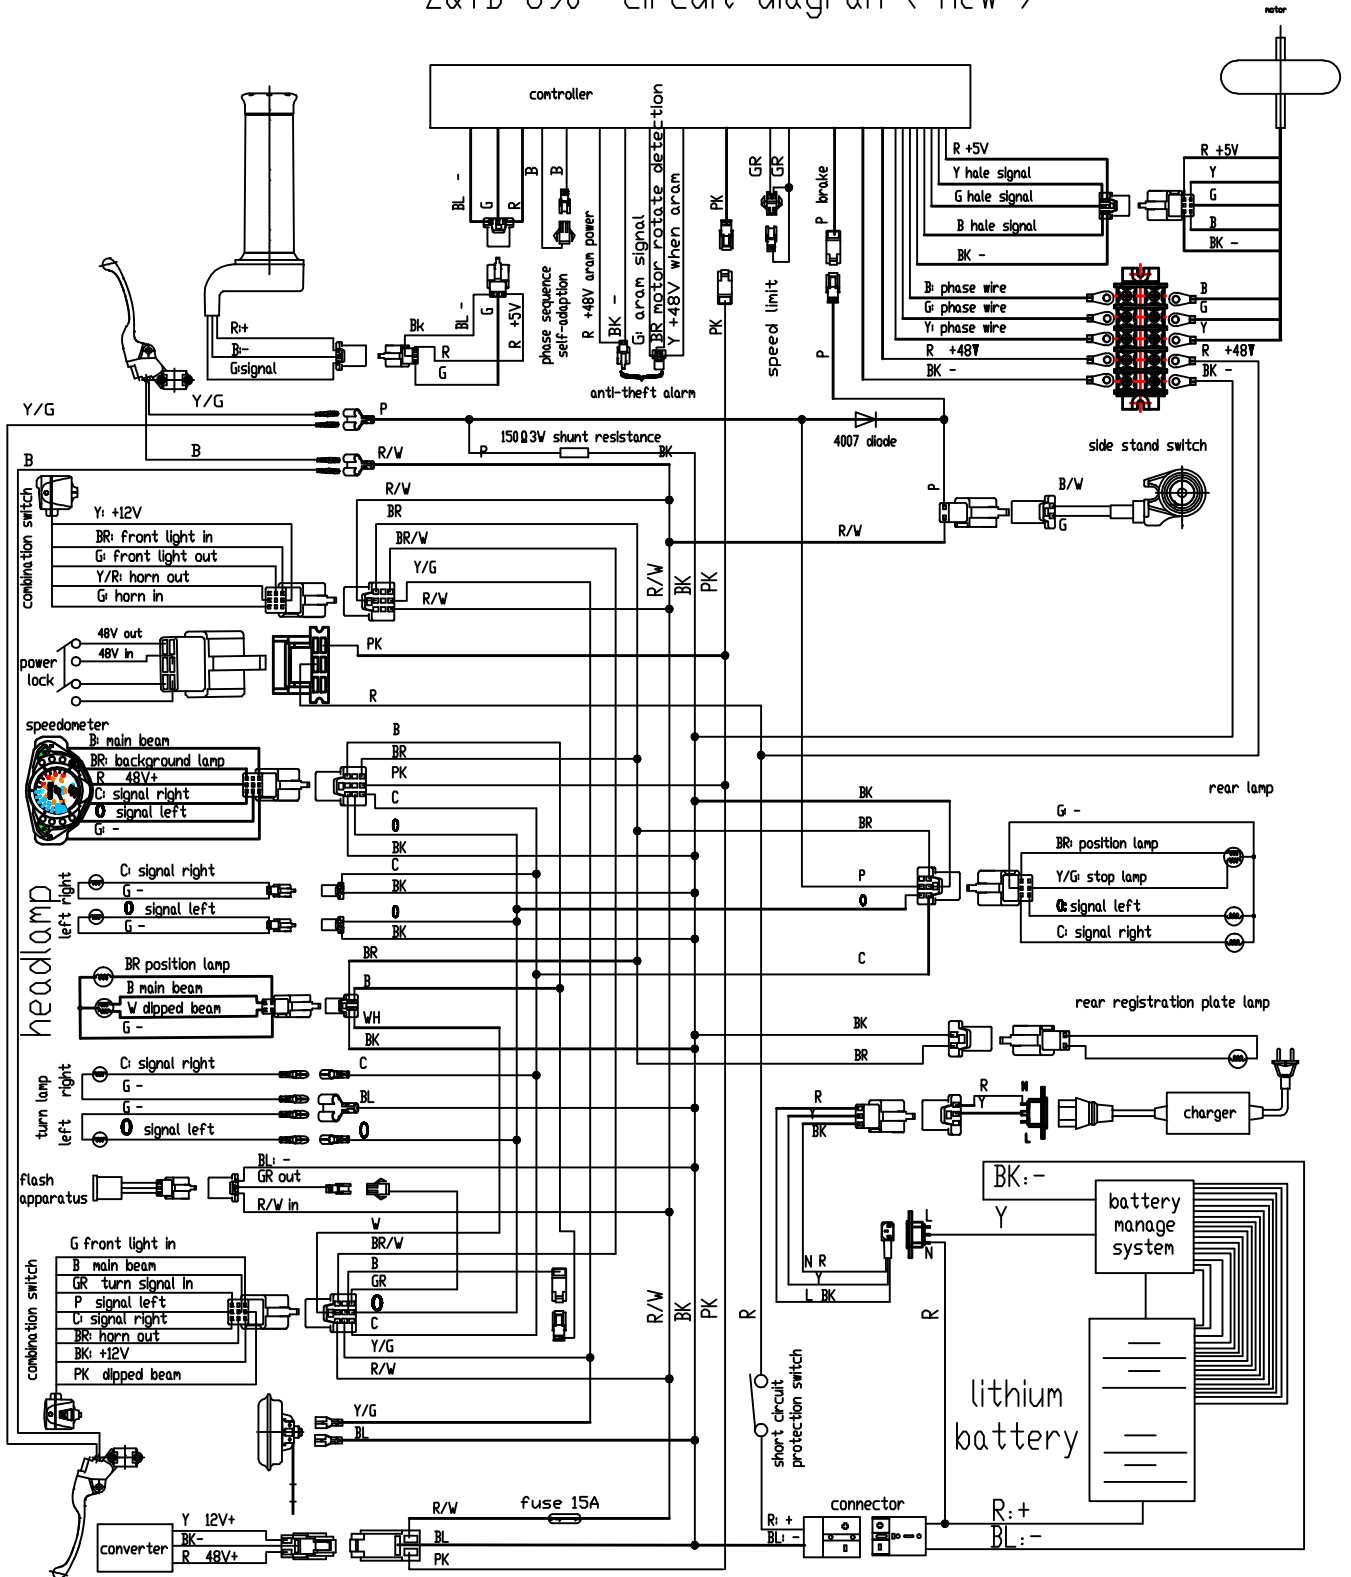 circuit diagram ( new )
motor
comtroller
BL -
G
R
B
B
R +48V aram power
BK -
G: aram signal
BR motor rotate detection
Y +48V when aram
PK
GR
GR
P brake
R +5V
Y hale signal
G hale signal
B hale signal
BK -
R +5V
Y
G
B
BK -
B: phase wire
G: phase wire
Y: phase wire
R +48V
BK -
B
G
Y
R +48V
BK -
phase sequence
self-adaption
anti-theft alarm
speed limit
PK
P
BL-
G
R +5V
Bk
R
G
R:+
B:-
G:signal
Y/G
Y/G
P
B
B
R/W
150Ω3W shunt resistance
P
BK
4007 diode
side stand switch
P
B/W
G
R/W
combination switch
Y: +12V
BR: front light in
G: front light out
Y/R: horn out
G: horn in
R/W
BR
BR/W
Y/G
R/W
R/W
BK
PK
48V out
48V in
power
lock
PK
R
speedometer
B: main beam
BR: background lamp
R 48V+
C: signal right
O signal left
G: -
B
BR
PK
C
O
BK
headlamp
right
left
C: signal right
G -
O signal left
G -
C
BK
O
BK
BR position lamp
B main beam
W dipped beam
G -
BR
B
WH
BK
BK
BR
P
O
C
rear lamp
G: -
BR: position lamp
Y/G: stop lamp
O: signal left
C: signal right
rear registration plate lamp
BK
BR
turn lamp
right
left
C: signal right
G -
G -
O signal left
C
BL
O
R
Y
BK
R
Y
N
L
charger
flash
apparatus
BL: -
GR out
R/W in
BK:-
Y
battery
manage
system
L
N
N R
Y
L BK
R
combination switch
G front light in
B main beam
GR turn signal in
P signal left
C: signal right
BR: horn out
BK: +12V
PK dipped beam
W
BR/W
B
GR
O
C
Y/G
R/W
R/W
BK
PK
R
short circuit
protection switch
lithium
battery
Y/G
BL
converter
Y 12V+
BK-
R 48V+
R/W
fuse 15A
BL
PK
connector
R: +
BL: -
R:+
BL:-